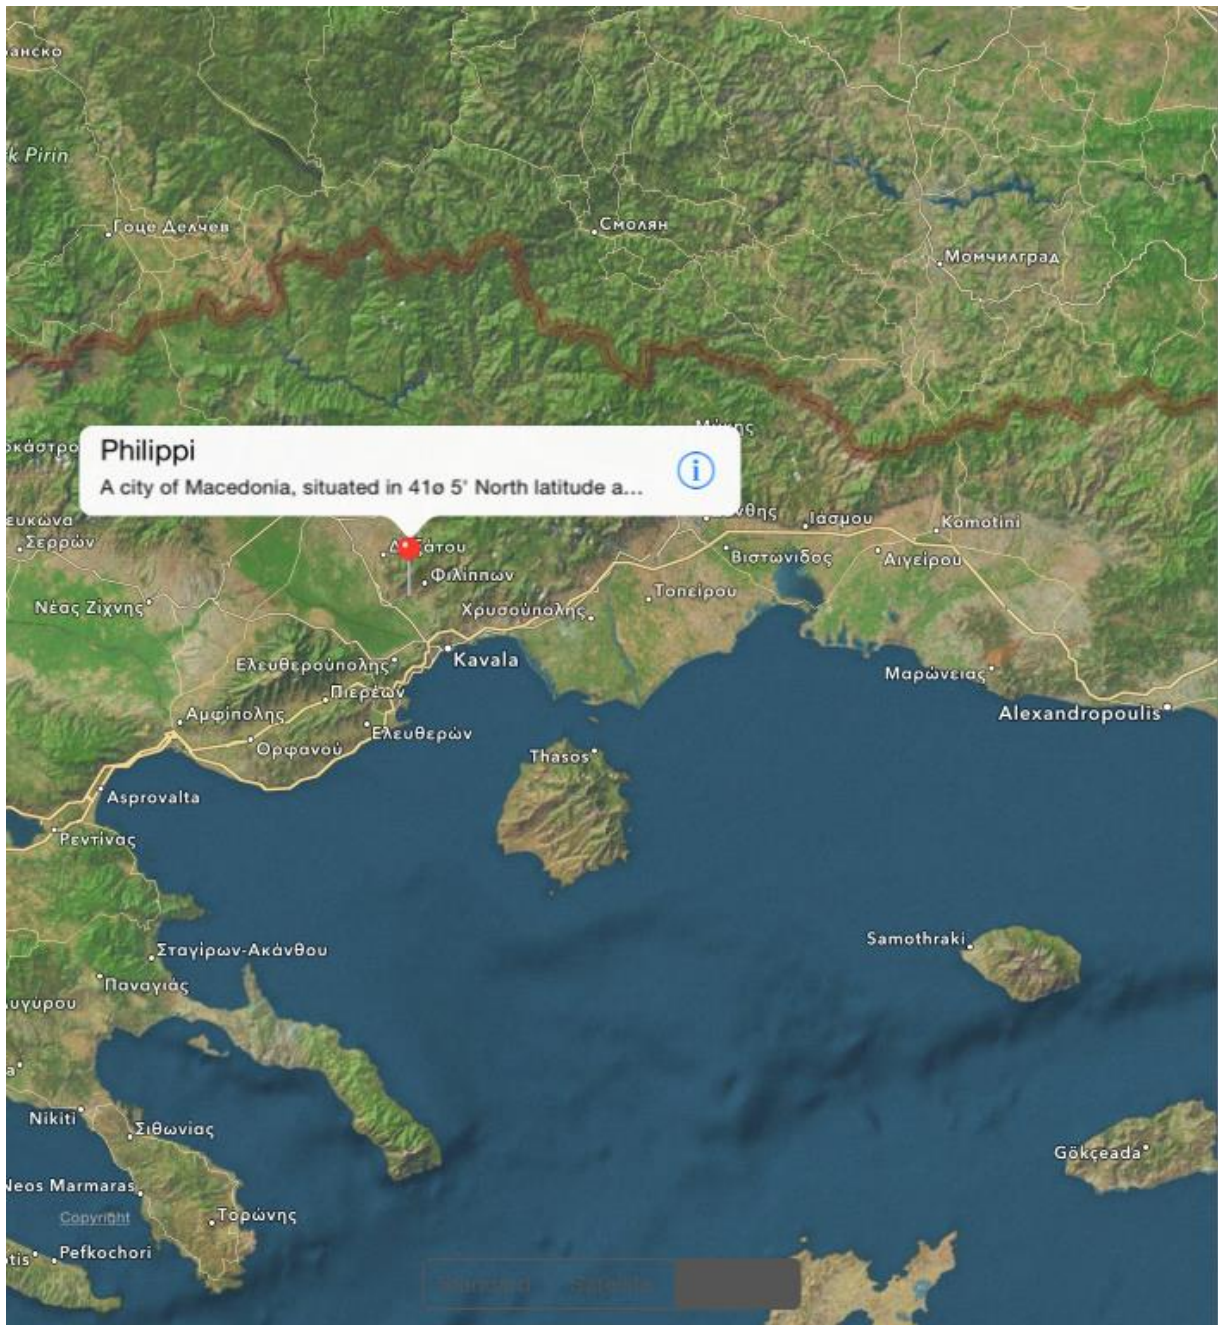 k Pirin
Гоце Делчев
Смолян
Момчилград
Philippi
A city of Macedonia, situated in 41ø 5' North latitude a...
Ιάσμου
Komotini
Σερρών
Βιστωνίδος
Αιγείρου
Φιλίππων
Τοπείρου
Νέας Ζίχνης
Χρυσούπολης
Kavala
Ελευθερούπολης
Πιερέων
Μαρώνειας
Αμφίπολης
Alexandropoulis
Ελευθερών
Ορφανού
Thasos
Asprovalta
Ρεντίνας
Samothraki
Σταγίρων-Ακάνθου
Παναγιάς
Nikiti
Σιθωνίας
Gökçeada
Neos Marmaras
Copyright
Τορώνης
Pefkochori